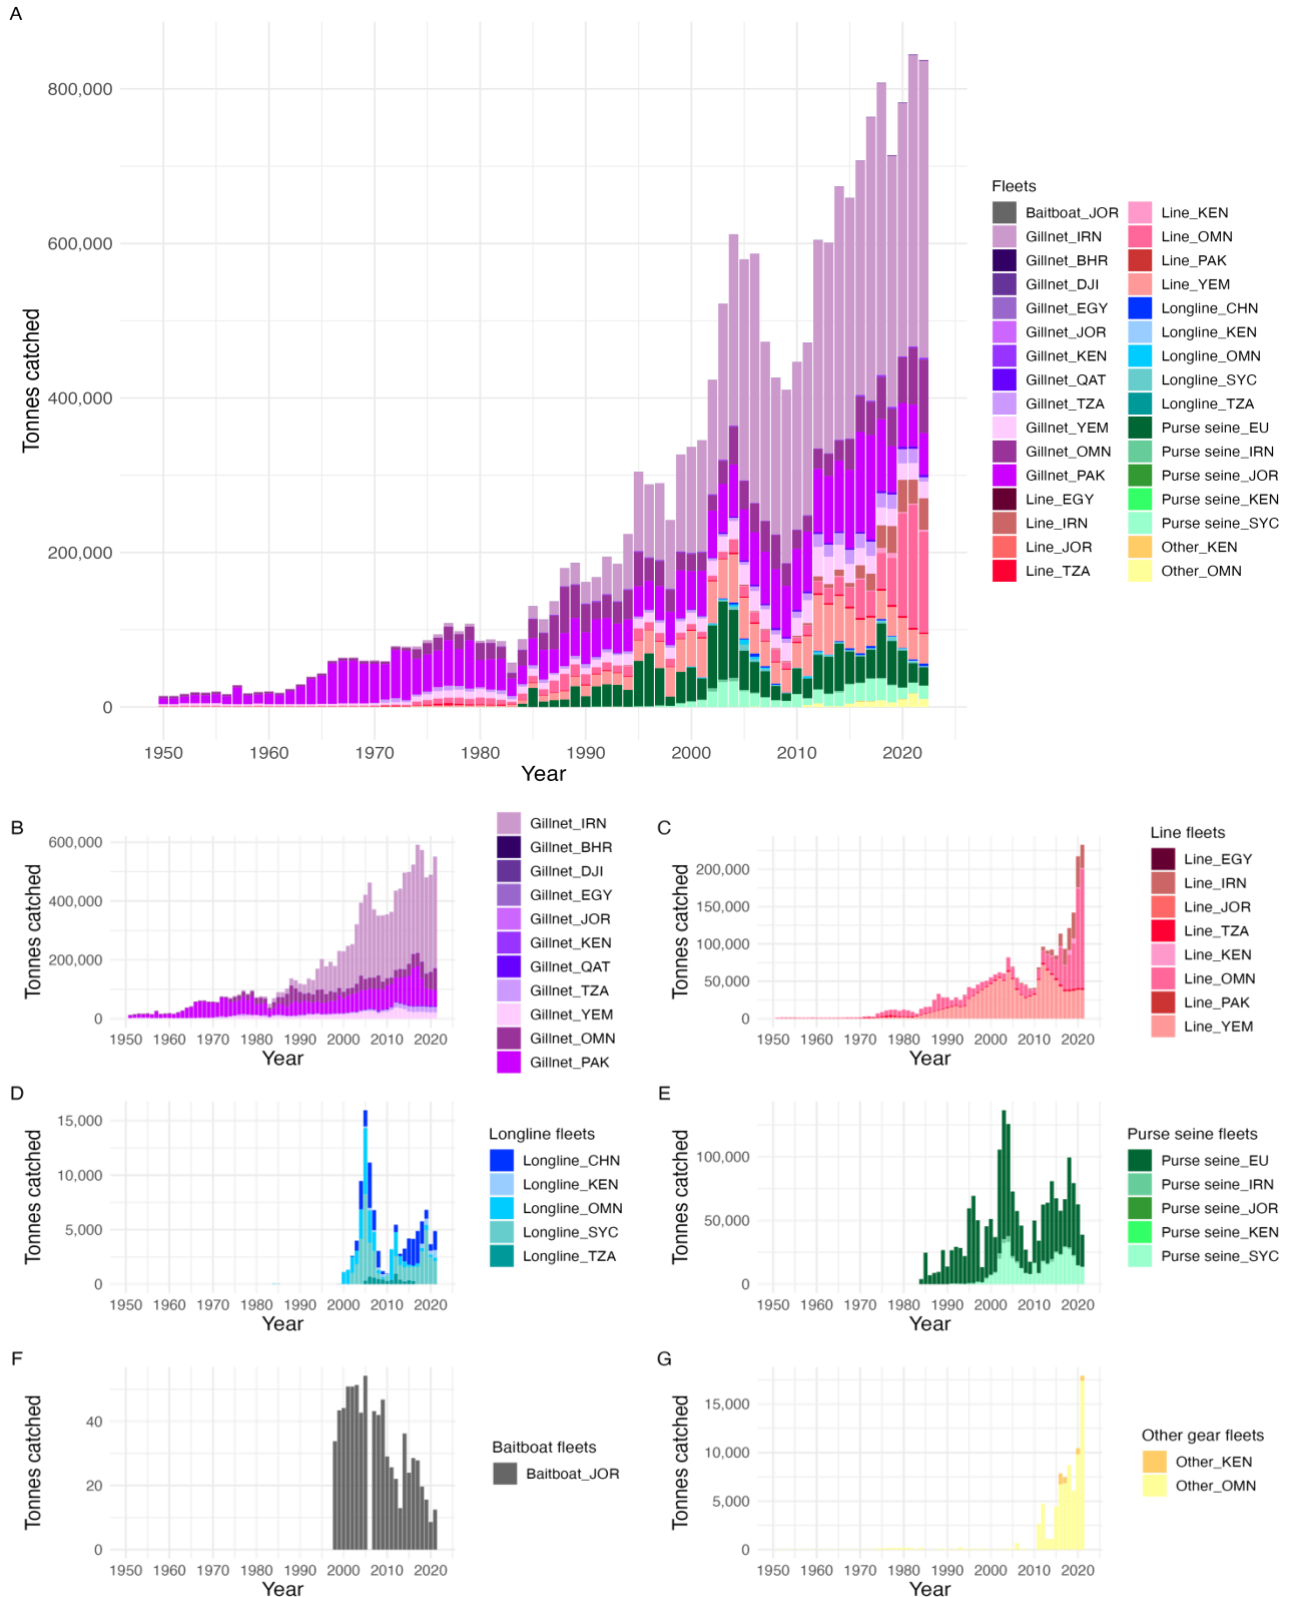 A
Tonnes catched
800,000
600,000
400,000
200,000
0
1950 1960 1970 1980 1990 2000 2010 2020
Year
Fleets
Baitboat_JOR
Gillnet_IRN
Gillnet_BHR
Gillnet_DJI
Gillnet_EGY
Gillnet_JOR
Gillnet_KEN
Gillnet_QAT
Gillnet_TZA
Gillnet_YEM
Gillnet_OMN
Gillnet_PAK
Line_EGY
Line_IRN
Line_JOR
Line_TZA
Line_KEN
Line_OMN
Line_PAK
Line_YEM
Longline_CHN
Longline_KEN
Longline_OMN
Longline_SYC
Longline_TZA
Purse seine_EU
Purse seine_IRN
Purse seine_JOR
Purse seine_KEN
Purse seine_SYC
Other_KEN
Other_OMN
B
Tonnes catched
600,000
400,000
200,000
0
1950 1960 1970 1980 1990 2000 2010 2020
Year
Gillnet_IRN
Gillnet_BHR
Gillnet_DJI
Gillnet_EGY
Gillnet_JOR
Gillnet_KEN
Gillnet_QAT
Gillnet_TZA
Gillnet_YEM
Gillnet_OMN
Gillnet_PAK
C
Tonnes catched
200,000
150,000
100,000
50,000
0
1950 1960 1970 1980 1990 2000 2010 2020
Year
Line fleets
Line_EGY
Line_IRN
Line_JOR
Line_TZA
Line_KEN
Line_OMN
Line_PAK
Line_YEM
D
Tonnes catched
15,000
10,000
5,000
0
1950 1960 1970 1980 1990 2000 2010 2020
Year
Longline fleets
Longline_CHN
Longline_KEN
Longline_OMN
Longline_SYC
Longline_TZA
E
Tonnes catched
100,000
50,000
0
1950 1960 1970 1980 1990 2000 2010 2020
Year
Purse seine fleets
Purse seine_EU
Purse seine_IRN
Purse seine_JOR
Purse seine_KEN
Purse seine_SYC
F
Tonnes catched
40
20
0
1950 1960 1970 1980 1990 2000 2010 2020
Year
Baitboat fleets
Baitboat_JOR
G
Tonnes catched
15,000
10,000
5,000
0
1950 1960 1970 1980 1990 2000 2010 2020
Year
Other gear fleets
Other_KEN
Other_OMN